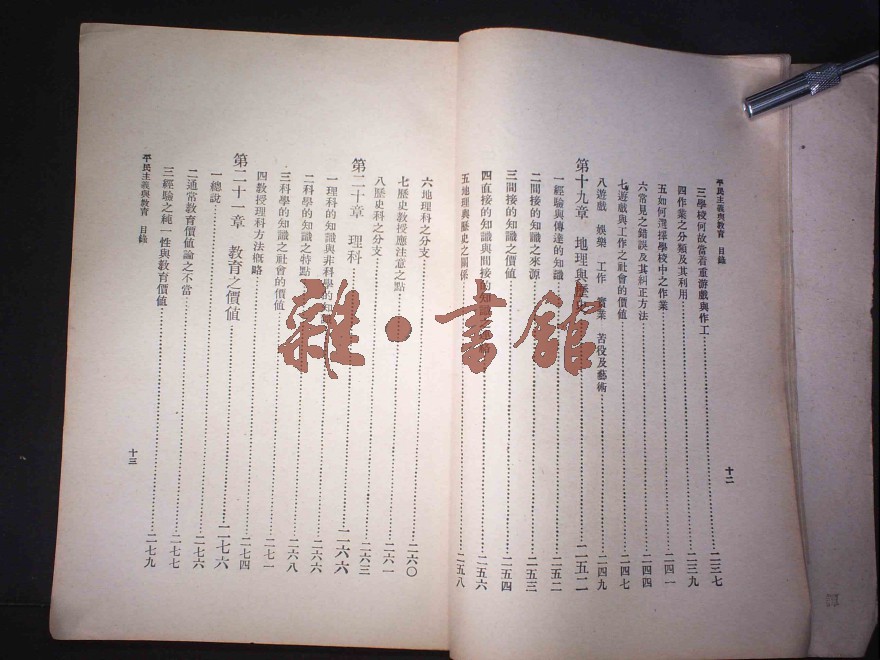 平民主義與教育 目錄
三學校何故當着重游戲與作工……二三七
四作業之分類及其利用……二三九
五如何選擇學校中之作業……二四一
六常見之錯誤及其糾正方法……二四四
七遊戲與工作之社會的價值……二四七
八遊戲 娛樂 工作 實業 苦役及藝術……二四九
第十九章 地理與歷史……二五二
一經驗與傳達的知識……二五二
二間接的知識之來源……二五三
三間接的知識之價值……二五四
四直接的知識與間接的知識……二五六
五地理與歷史之關係……二五八
十二
平民主義與教育 目錄
六地理科之分支……二六〇
七歷史教授應注意之點……二六一
八歷史科之分支……二六三
第二十章 理科……二六六
一理科的知識與非科學的知識……二六六
二科學的知識之特點……二六八
三科學的知識之社會的價值……二七一
四教授理科方法概略……二七四
第二十一章 教育之價値……二七六
一總說……二七六
二通常教育價值論之不當……二七七
三經驗之純一性與教育價値……二七九
十三
雜·書館